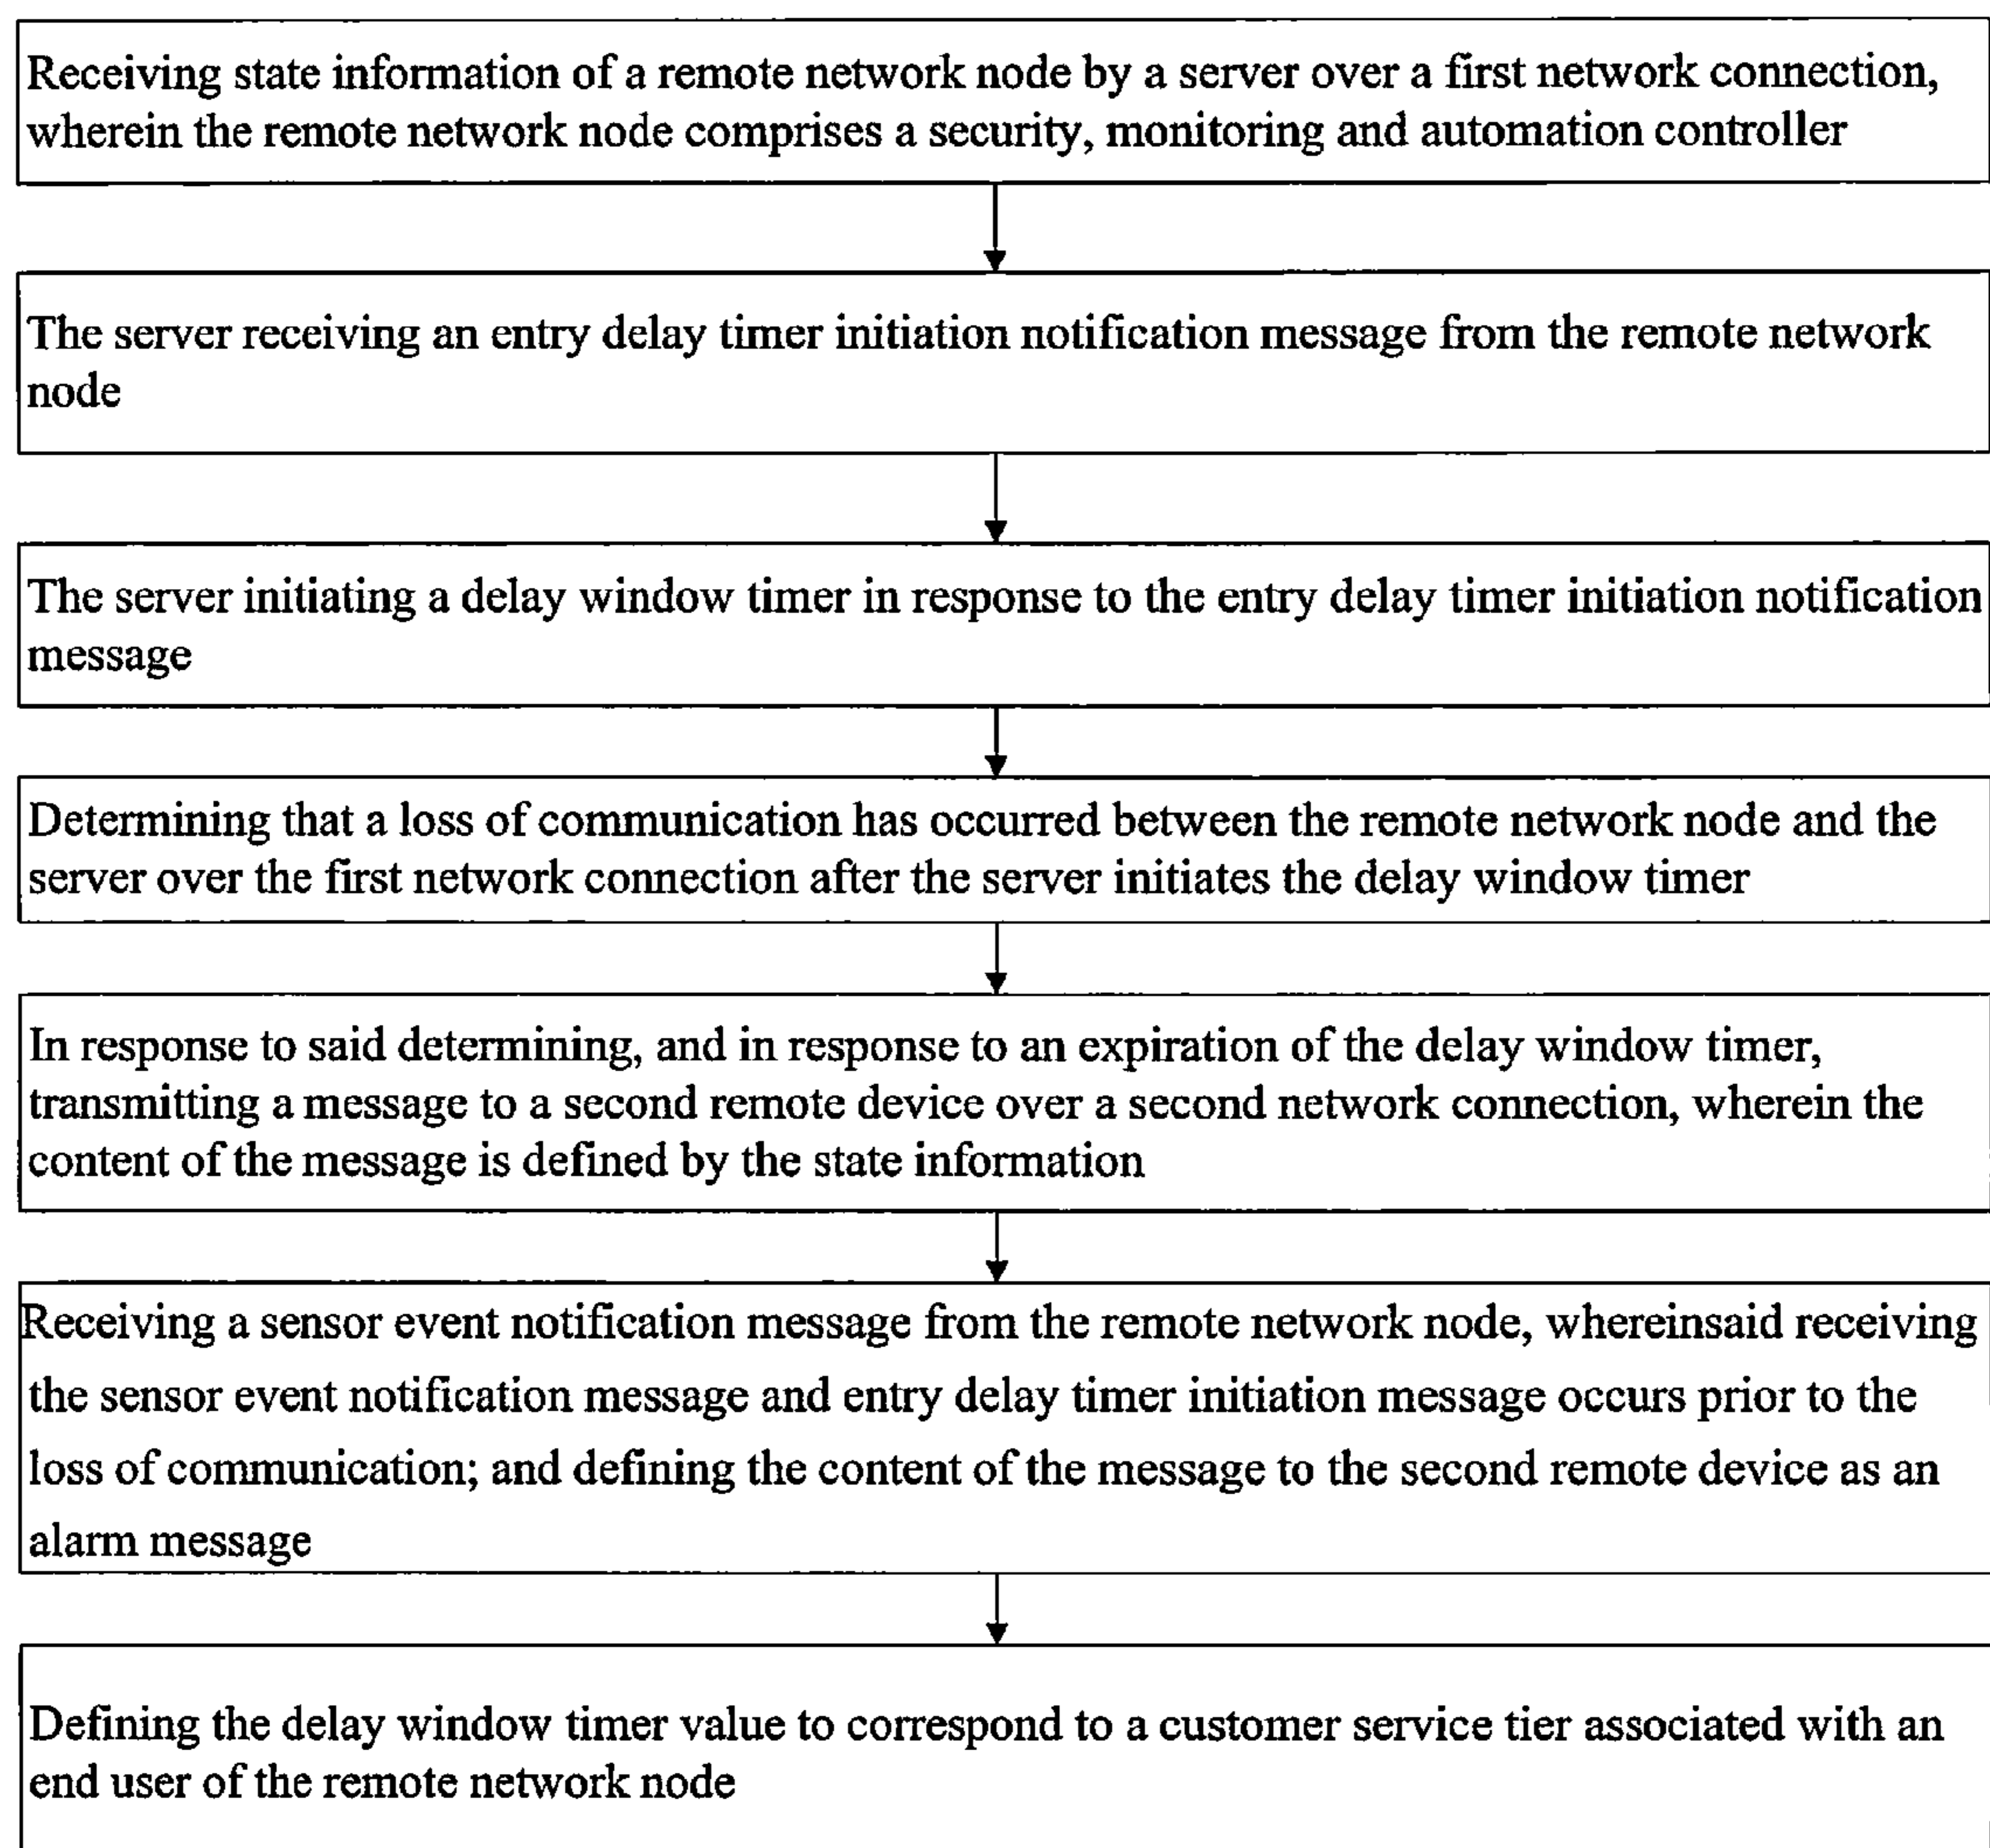 Receiving state information of a remote network node by a server over a first network connection,
wherein the remote network node comprises a security, monitoring and automation controller
The server receiving an entry delay timer initiation notification message from the remote network
node
The server initiating a delay window timer in response to the entry delay timer initiation notification
message
Determining that a loss of communication has occurred between the remote network node and the
server over the first network connection after the server initiates the delay window timer
In response to said determining, and in response to an expiration of the delay window timer,
transmitting a message to a second remote device over a second network connection, wherein the
content of the message is defined by the state information
Receiving a sensor event notification message from the remote network node, whereinsaid receiving
the sensor event notification message and entry delay timer initiation message occurs prior to the
loss of communication; and defining the content of the message to the second remote device as an
alarm message
Defining the delay window timer value to correspond to a customer service tier associated with an
end user of the remote network node